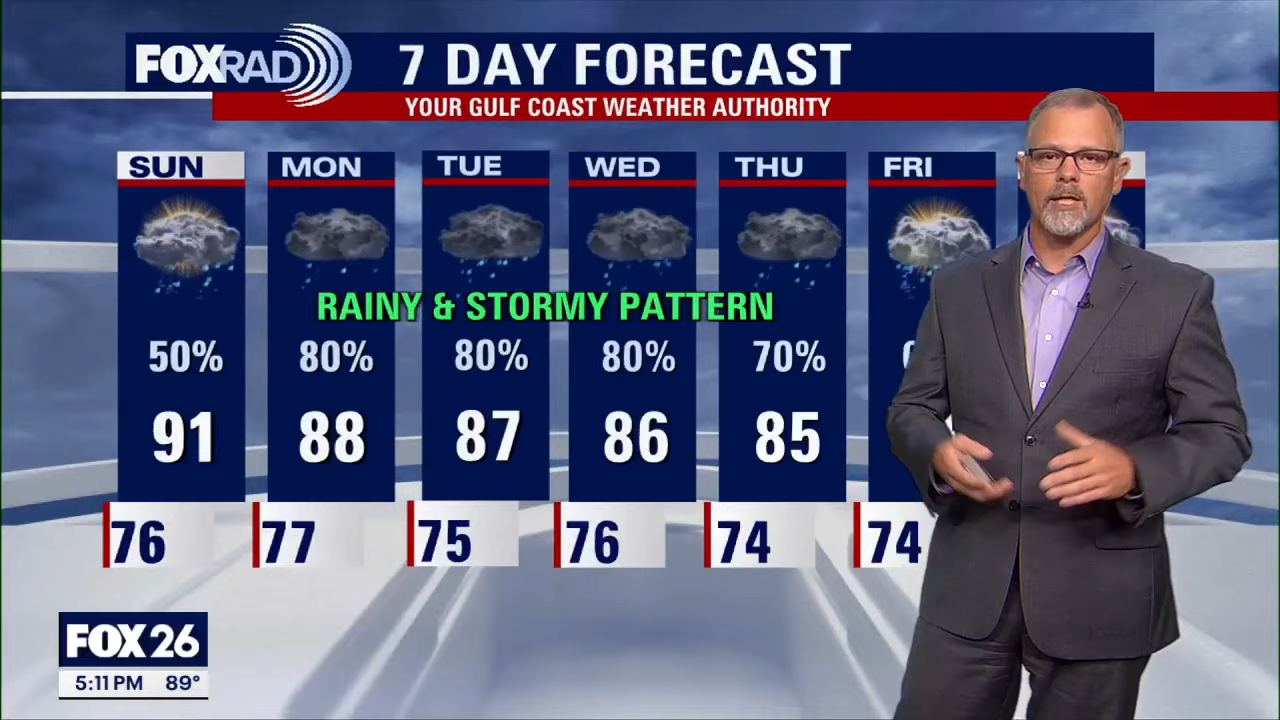 FOXRAD 7 DAY FORECAST
YOUR GULF COAST WEATHER AUTHORITY
SUN MON TUE WED THU FRI
RAINY & STORMY PATTERN
50% 80% 80% 80% 70%
91 88 87 86 85
76 77 75 76 74 74
FOX 26
5:11 PM 89°